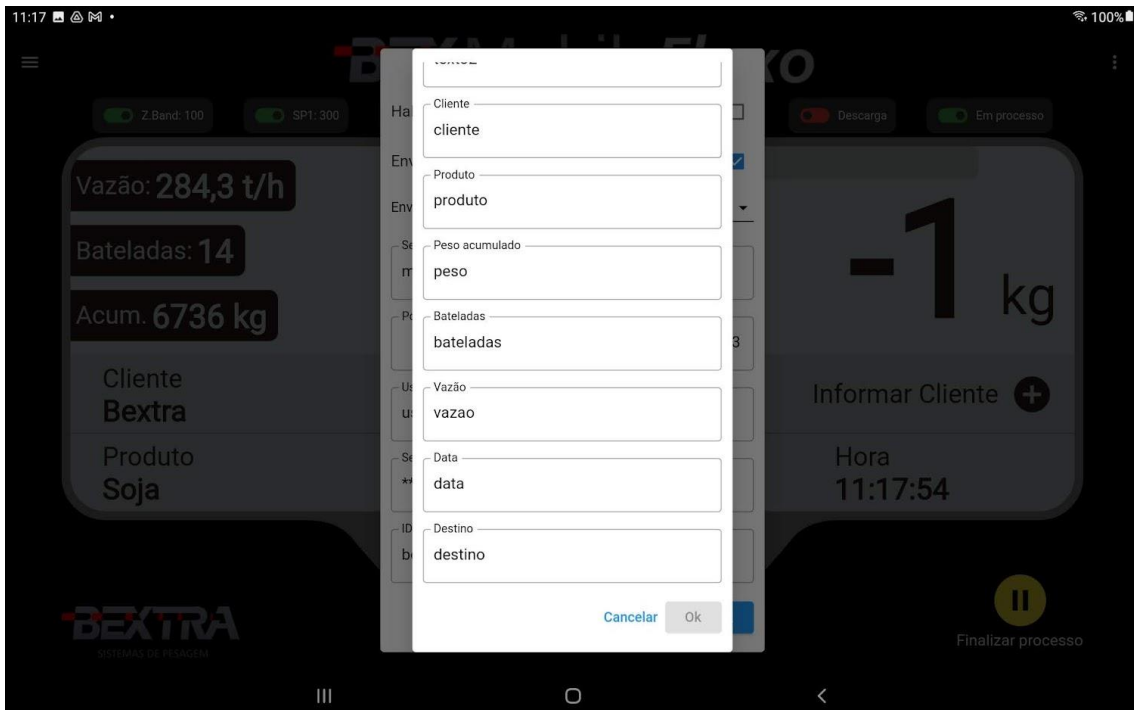 11:17
100%
Z.Band: 100
SP1: 300
Descarga
Em processo
Cliente
cliente
Produto
produto
Peso acumulado
peso
Bateladas
bateladas
Vazão
vazao
Data
data
Destino
destino
Cancelar
Ok
Vazão: 284,3 t/h
Bateladas: 14
Acum. 6736 kg
-1 kg
Cliente
Bextra
Informar Cliente
Produto
Soja
Hora
11:17:54
BEXTRA
SISTEMAS DE PESAGEM
Finalizar processo